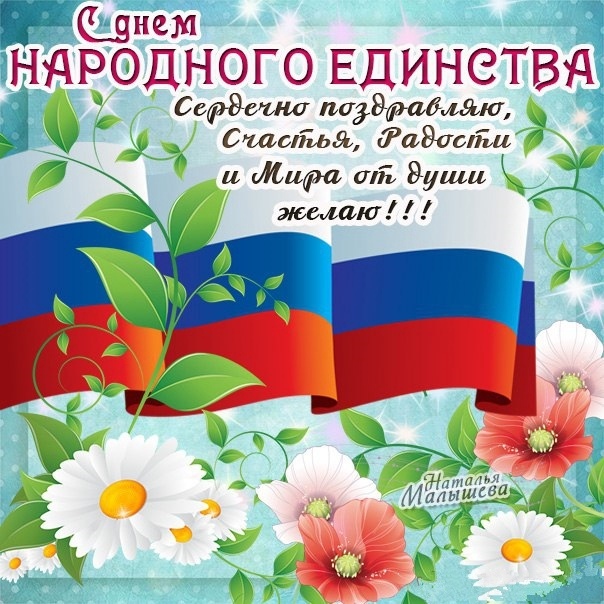 С днем
НАРОДНОГО ЕДИНСТВА
Сердечно поздравляю,
Счастья, Радости
и Мира от души
желаю!!!
Наталья
Малышева